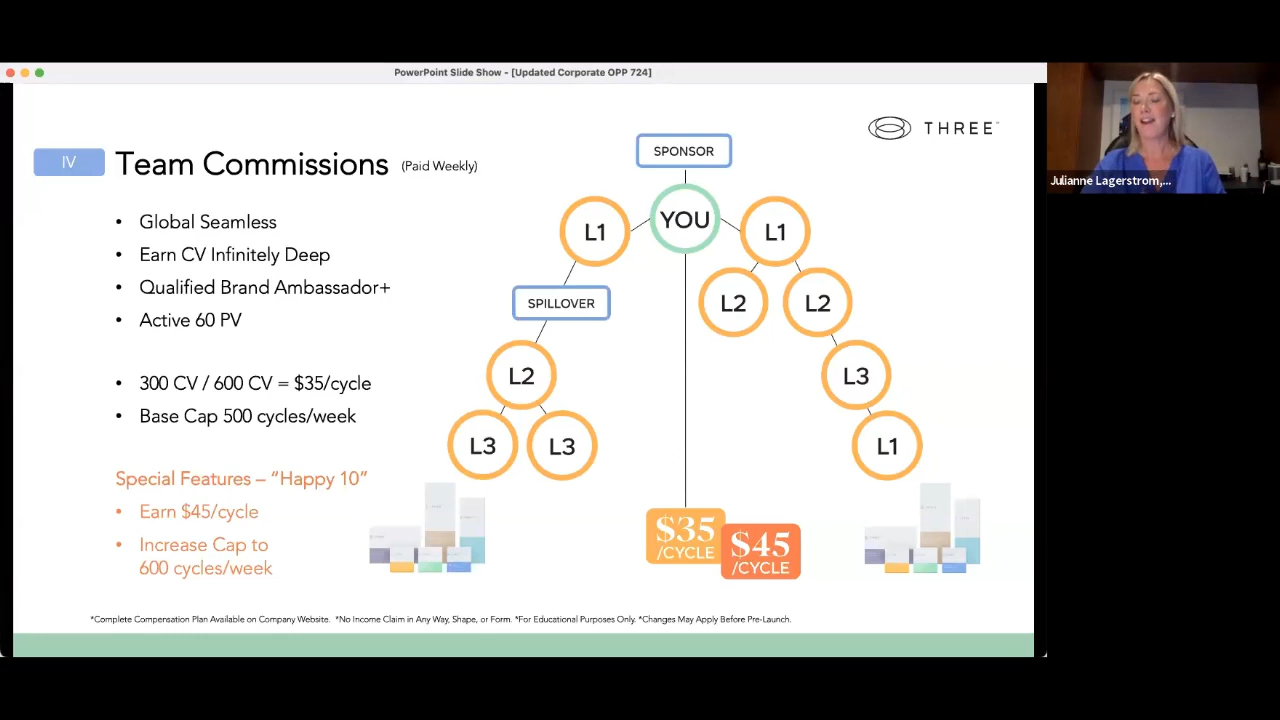 PowerPoint Slide Show - [Updated Corporate OPP 724]
THREE™
IV
Team Commissions (Paid Weekly)
• Global Seamless
• Earn CV Infinitely Deep
• Qualified Brand Ambassador+
• Active 60 PV
• 300 CV / 600 CV = $35/cycle
• Base Cap 500 cycles/week
Special Features – “Happy 10”
• Earn $45/cycle
• Increase Cap to
600 cycles/week
SPONSOR
YOU
L1
L1
SPILLOVER
L2
L2
L2
L3
L3
L3
L1
$35
/CYCLE
$45
/CYCLE
*Complete Compensation Plan Available on Company Website. *No Income Claim in Any Way, Shape, or Form. *For Educational Purposes Only. *Changes May Apply Before Pre-Launch.
Julianne Lagerstrom,...